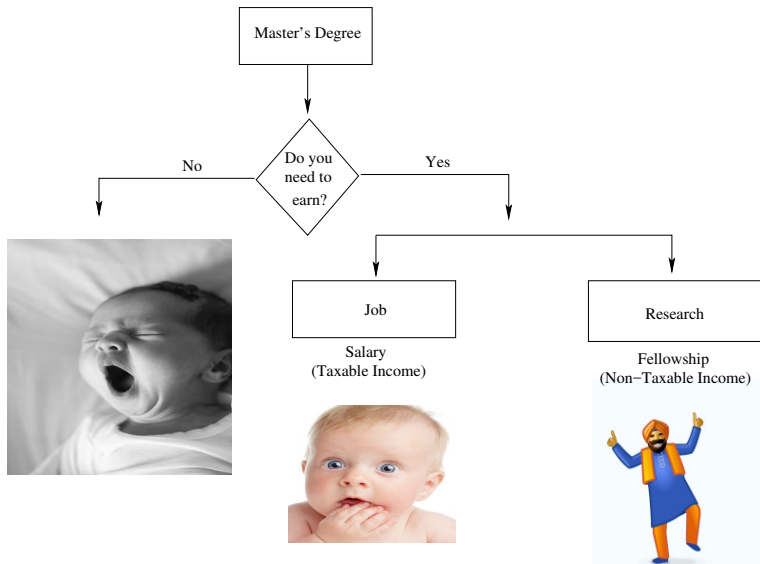 Master's Degree
Do you
need to
earn?
No
Yes
Job
Salary
(Taxable Income)
Research
Fellowship
(Non−Taxable Income)